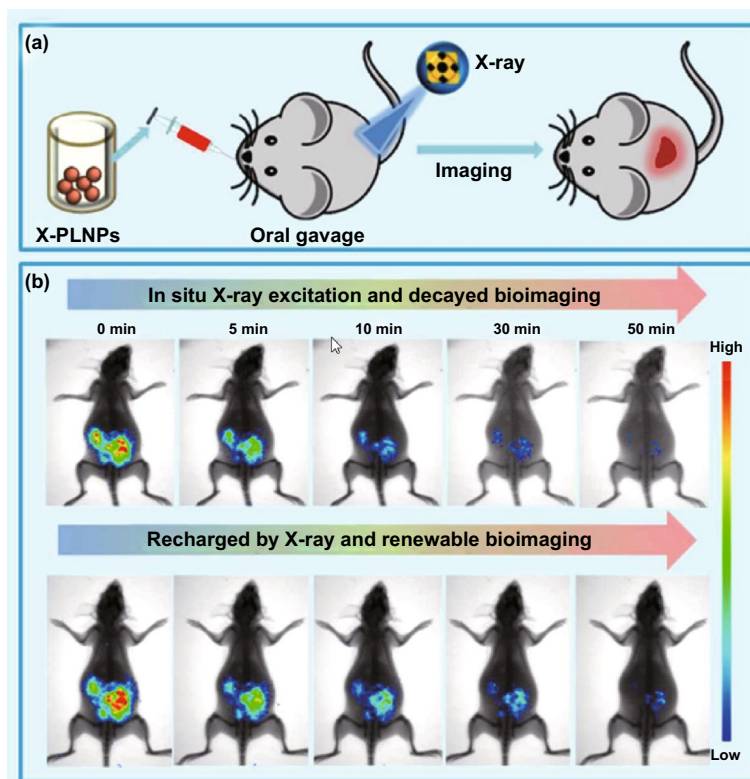 (a)
X-ray
Imaging
X-PLNPs
Oral gavage
(b)
In situ X-ray excitation and decayed bioimaging
0 min 5 min 10 min 30 min 50 min
High
Recharged by X-ray and renewable bioimaging
Low